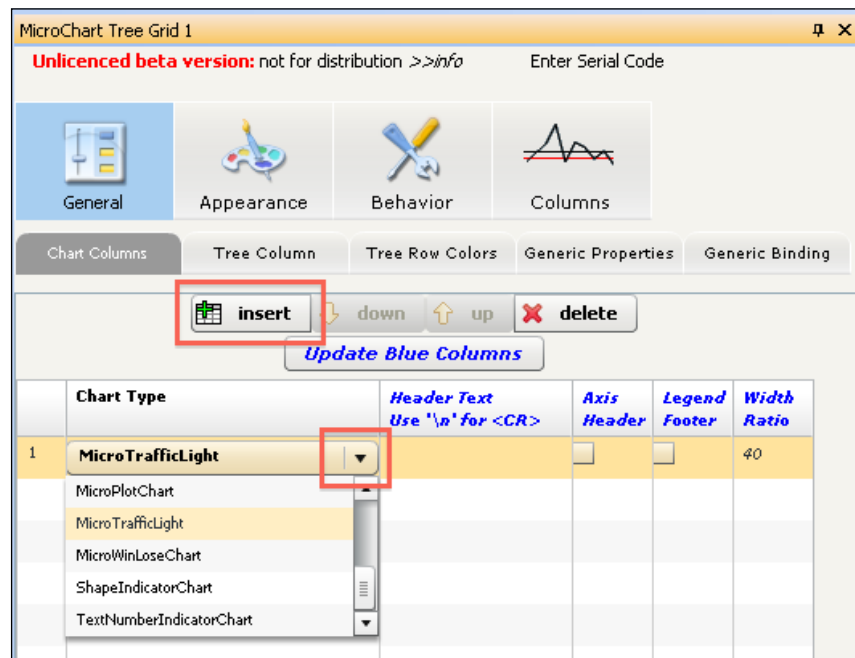 MicroChart Tree Grid 1
Unlicenced beta version: not for distribution >>info Enter Serial Code
General Appearance Behavior Columns
Chart Columns Tree Column Tree Row Colors Generic Properties Generic Binding
insert down up delete
Update Blue Columns
Chart Type Header Text Axis Legend Width
Use '\n' for <CR> Header Footer Ratio
1 MicroTrafficLight 40
MicroPlotChart
MicroTrafficLight
MicroWinLoseChart
ShapeIndicatorChart
TextNumberIndicatorChart